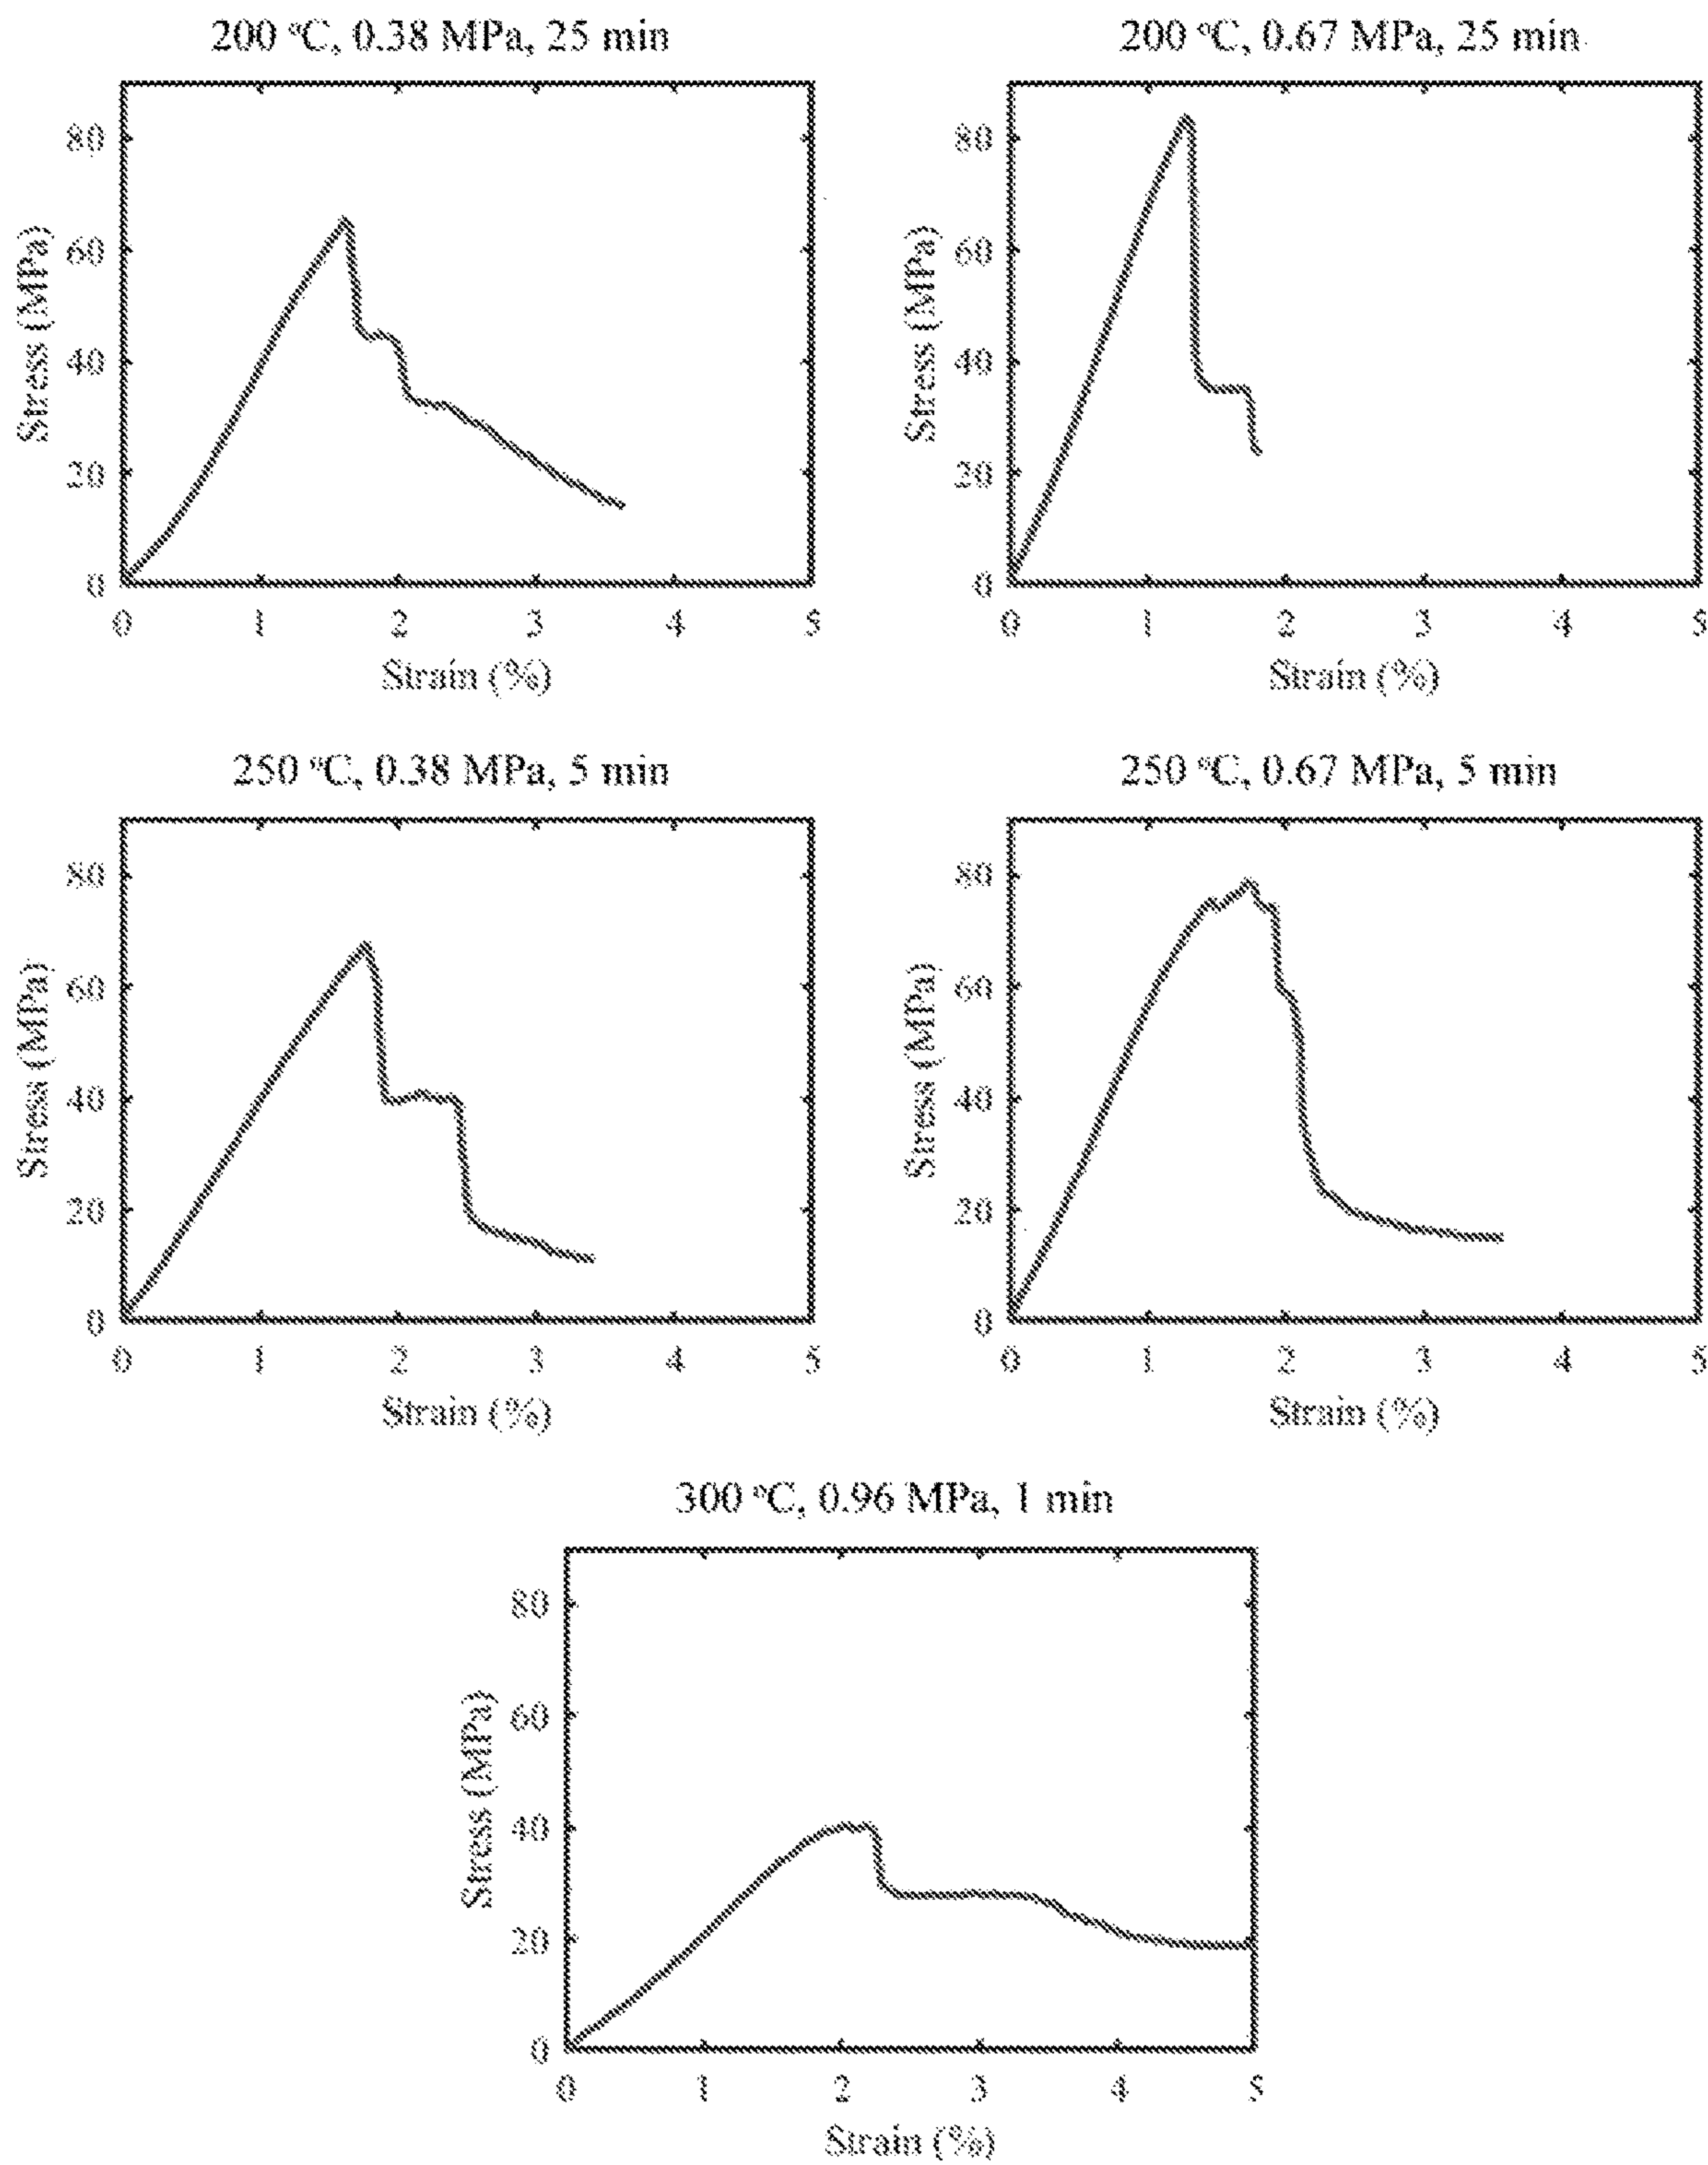 200 °C, 0.38 MPa, 25 min
200 °C, 0.67 MPa, 25 min
80
60
40
20
0
Stress (MPa)
0 1 2 3 4 5
Strain (%)
80
60
40
20
0
Stress (MPa)
0 1 2 3 4 5
Strain (%)
250 °C, 0.38 MPa, 5 min
250 °C, 0.67 MPa, 5 min
80
60
40
20
0
Stress (MPa)
0 1 2 3 4 5
Strain (%)
80
60
40
20
0
Stress (MPa)
0 1 2 3 4 5
Strain (%)
300 °C, 0.96 MPa, 1 min
80
60
40
20
0
Stress (MPa)
0 1 2 3 4 5
Strain (%)